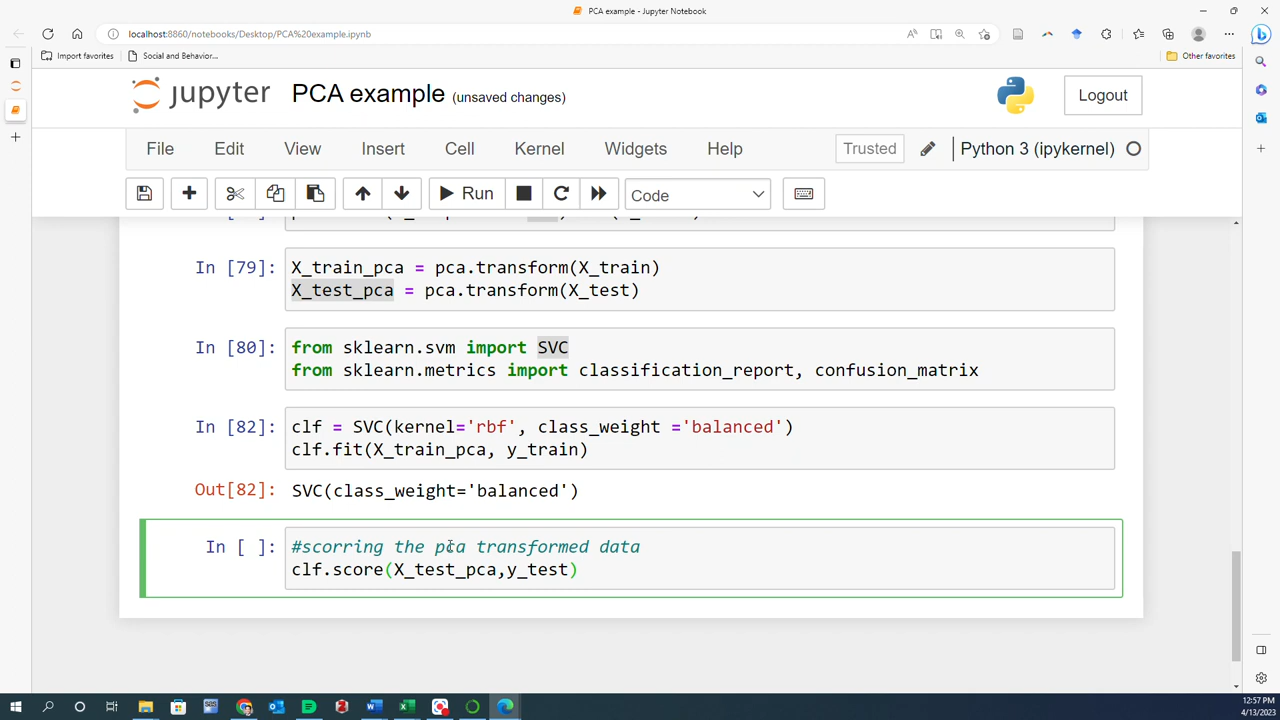 PCA example - Jupyter Notebook
localhost:8860/notebooks/Desktop/PCA%20example.ipynb
Import favorites
Social and Behavior...
Other favorites
jupyter PCA example (unsaved changes)
Logout
File Edit View Insert Cell Kernel Widgets Help
Trusted
Python 3 (ipykernel)
Run
Code
In [79]: X_train_pca = pca.transform(X_train)
X_test_pca = pca.transform(X_test)
In [80]: from sklearn.svm import SVC
from sklearn.metrics import classification_report, confusion_matrix
In [82]: clf = SVC(kernel='rbf', class_weight ='balanced')
clf.fit(X_train_pca, y_train)
Out[82]: SVC(class_weight='balanced')
In [ ]: #scorring the pca transformed data
clf.score(X_test_pca,y_test)
12:57 PM
4/13/2023